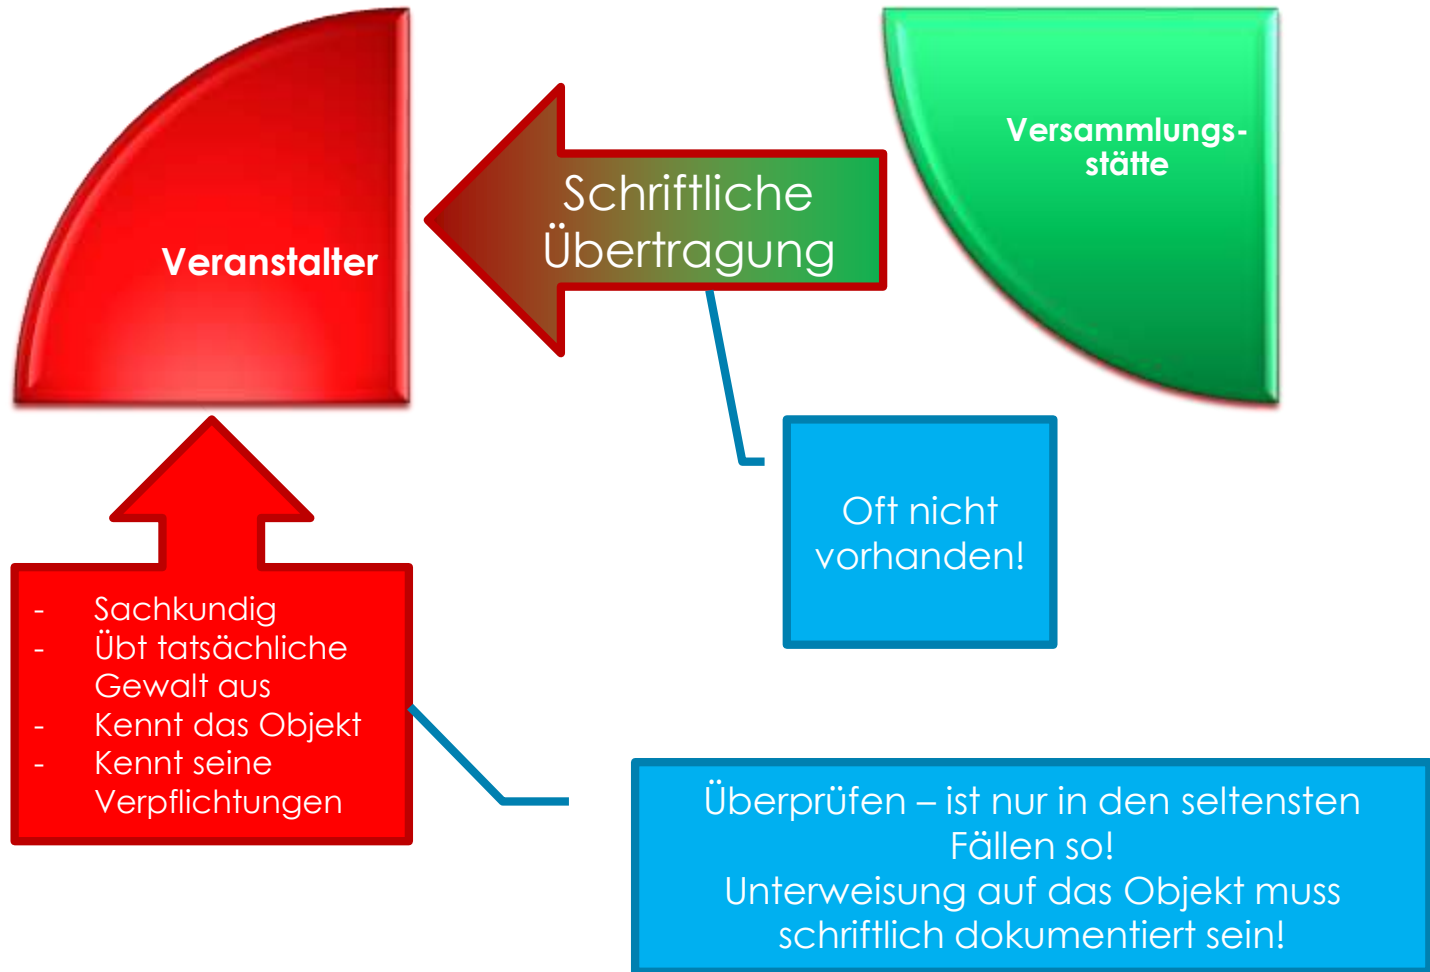 Versammlungs-
stätte
Schriftliche
Übertragung
Veranstalter
Oft nicht
vorhanden!
- Sachkundig
- Übt tatsächliche
Gewalt aus
- Kennt das Objekt
- Kennt seine
Verpflichtungen
Überprüfen – ist nur in den seltensten
Fällen so!
Unterweisung auf das Objekt muss
schriftlich dokumentiert sein!